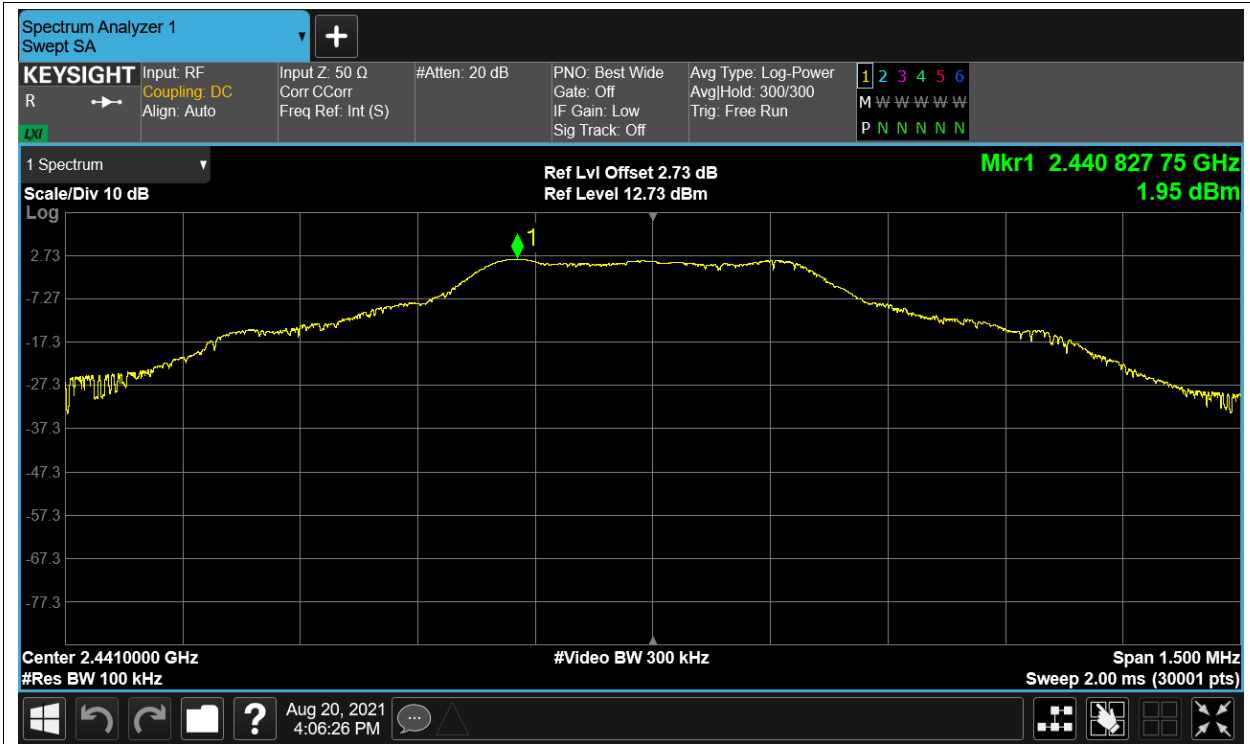 Spectrum Analyzer 1
Swept SA
KEYSIGHT
R
LXI
Input: RF
Coupling: DC
Align: Auto
Input Z: 50 Ω
Corr CCorr
Freq Ref: Int (S)
#Atten: 20 dB
PNO: Best Wide
Gate: Off
IF Gain: Low
Sig Track: Off
Avg Type: Log-Power
Avg|Hold: 300/300
Trig: Free Run
1 2 3 4 5 6
M W W W W W
P N N N N N
1 Spectrum
Scale/Div 10 dB
Log
Ref Lvl Offset 2.73 dB
Ref Level 12.73 dBm
Mkr1 2.440 827 75 GHz
1.95 dBm
1
2.73
-7.27
-17.3
-27.3
-37.3
-47.3
-57.3
-67.3
-77.3
Center 2.4410000 GHz
#Res BW 100 kHz
#Video BW 300 kHz
Span 1.500 MHz
Sweep 2.00 ms (30001 pts)
?
Aug 20, 2021
4:06:26 PM